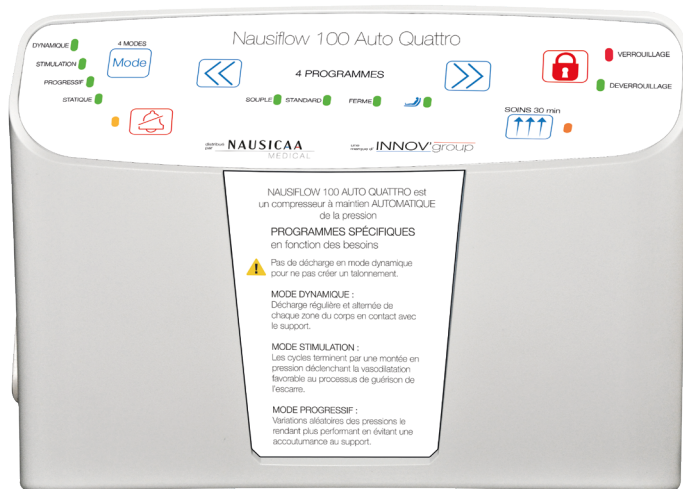 Nausiflow 100 Auto Quattro
DYNAMIQUE
STIMULATION
PROGRESSIF
STATIQUE
4 MODES
Mode
4 PROGRAMMES
SOUPLE STANDARD FERME
VERROUILLAGE
DEVERROUILLAGE
SOINS 30 min
distribué par NAUSICAA
MEDICAL
une marque d' INNOV'group
NAUSIFLOW 100 AUTO QUATTRO est
un compresseur à maintien AUTOMATIQUE
de la pression
PROGRAMMES SPÉCIFIQUES
en fonction des besoins
Pas de décharge en mode dynamique
pour ne pas créer un talonnement.
MODE DYNAMIQUE :
Décharge régulière et alternée de
chaque zone du corps en contact avec
le support.
MODE STIMULATION :
Les cycles terminent par une montée en
pression déclenchant la vasodilatation
favorable au processus de guérison de
l'escarre.
MODE PROGRESSIF :
Variations aléatoires des pressions le
rendant plus performant en évitant une
accoutumance au support.